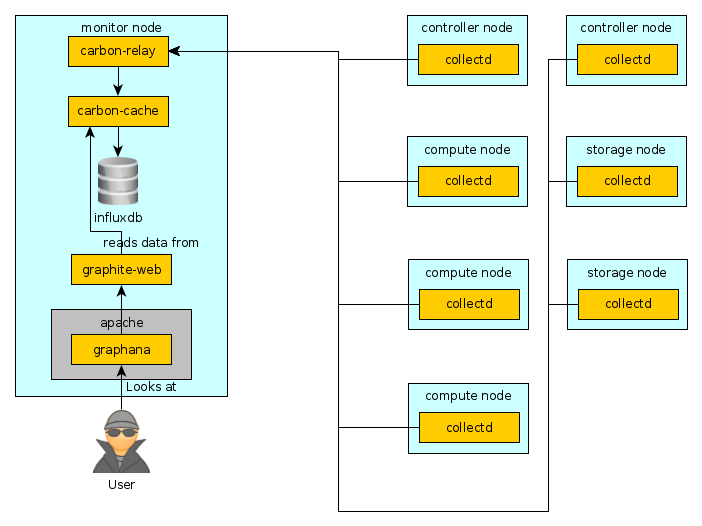 monitor node
carbon-relay
carbon-cache
influxdb
reads data from
graphite-web
apache
graphana
Looks at
User
controller node
collectd
controller node
collectd
compute node
collectd
storage node
collectd
compute node
collectd
storage node
collectd
compute node
collectd